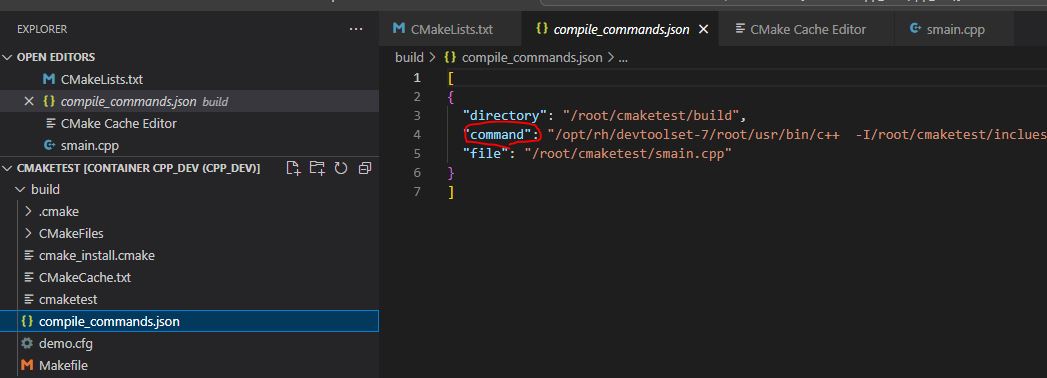 CMakeLists.txt
compile_commands.json
CMake Cache Editor
smain.cpp
EXPLORER
OPEN EDITORS
CMakeLists.txt
compile_commands.json build
CMake Cache Editor
smain.cpp
CMAKETEST [CONTAINER CPP_DEV (CPP_DEV)]
build
.cmake
CMakeFiles
cmake_install.cmake
CMakeCache.txt
cmaketest
compile_commands.json
demo.cfg
Makefile
build > compile_commands.json > ...
1 [
2 {
3 "directory": "/root/cmaketest/build",
4 "command": "/opt/rh/devtoolset-7/root/usr/bin/c++ -I/root/cmaketest/inclues
5 "file": "/root/cmaketest/smain.cpp"
6 }
7 ]